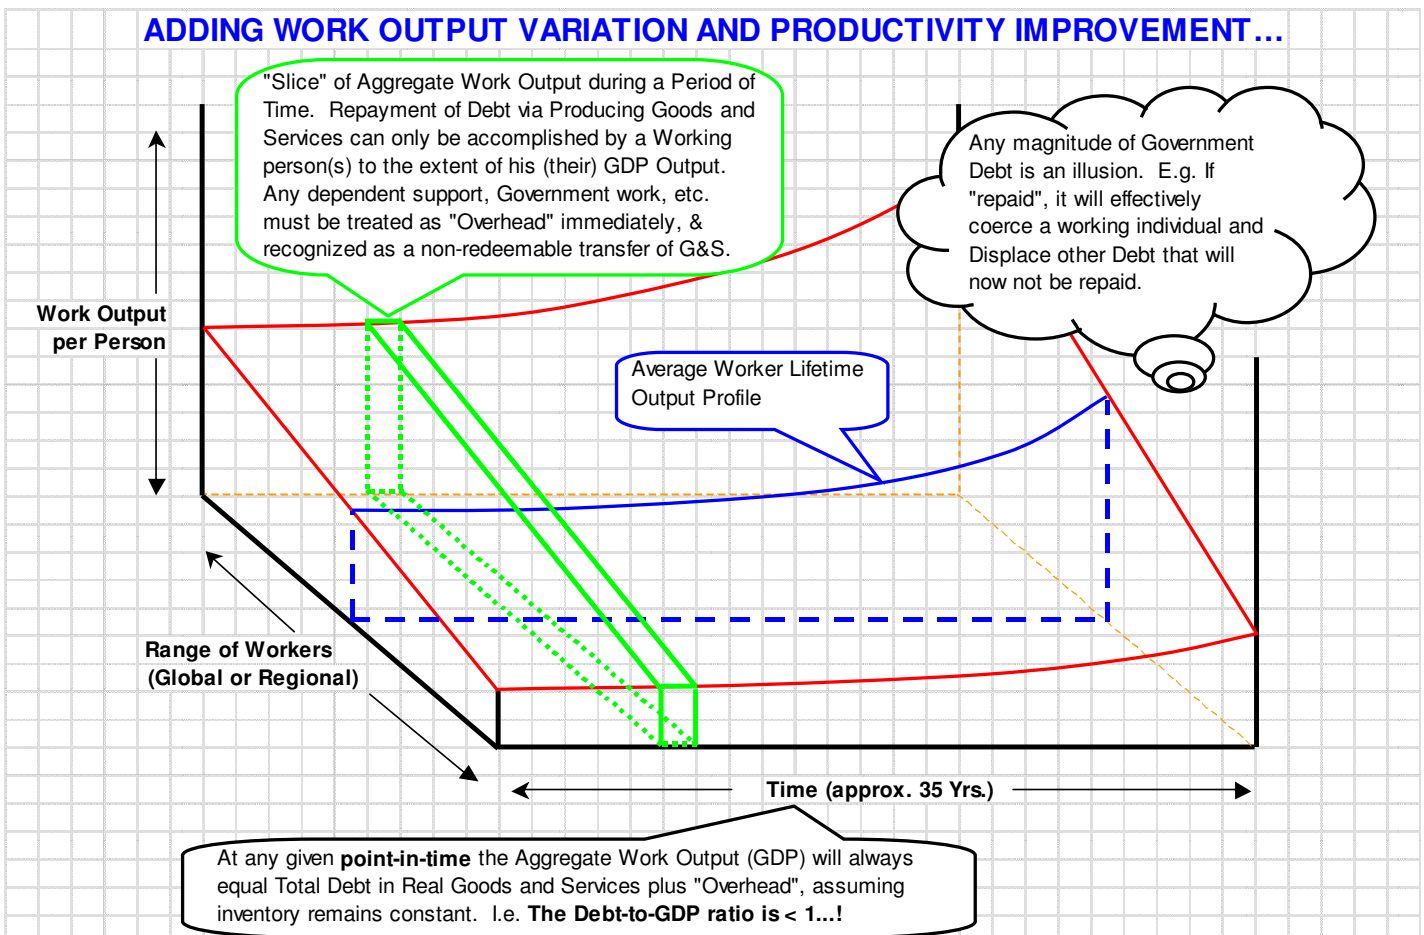 ADDING WORK OUTPUT VARIATION AND PRODUCTIVITY IMPROVEMENT...
"Slice" of Aggregate Work Output during a Period of
Time.  Repayment of Debt via Producing Goods and
Services can only be accomplished by a Working
person(s) to the extent of his (their) GDP Output.
Any dependent support, Government work, etc.
must be treated as "Overhead" immediately, &
recognized as a non-redeemable transfer of G&S.
Any magnitude of Government
Debt is an illusion.  E.g. If
"repaid", it will effectively
coerce a working individual and
Displace other Debt that will
now not be repaid.
Work Output
per Person
Average Worker Lifetime
Output Profile
Range of Workers
(Global or Regional)
Time (approx. 35 Yrs.)
At any given point-in-time the Aggregate Work Output (GDP) will always
equal Total Debt in Real Goods and Services plus "Overhead", assuming
inventory remains constant.  I.e. The Debt-to-GDP ratio is < 1...!